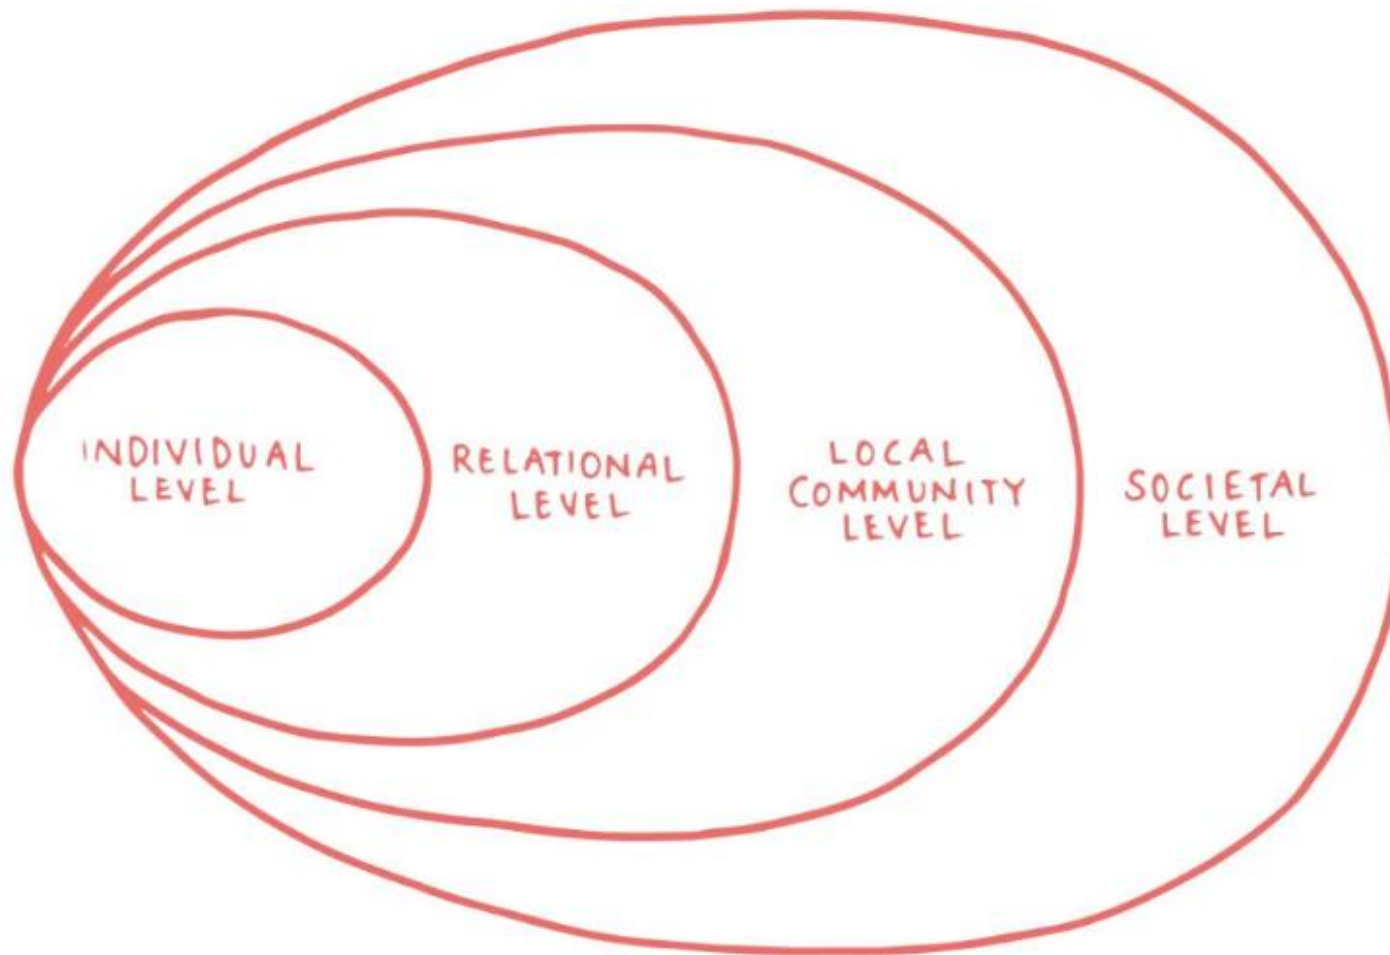 INDIVIDUAL
LEVEL
RELATIONAL
LEVEL
LOCAL
COMMUNITY
LEVEL
SOCIETAL
LEVEL